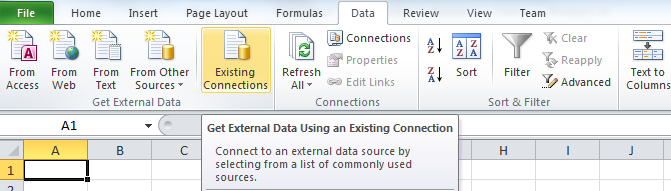 File Home Insert Page Layout Formulas Data Review View Team
From Access
From Web
From Text
From Other Sources
Existing Connections
Refresh All
Connections
Properties
Edit Links
A Z
Z A
A Z Z A
Sort
Filter
Clear
Reapply
Advanced
Text to Columns
Get External Data
Connections
Sort & Filter
A1
Get External Data Using an Existing Connection
Connect to an external data source by
selecting from a list of commonly used
sources.
A B C H I J K
1